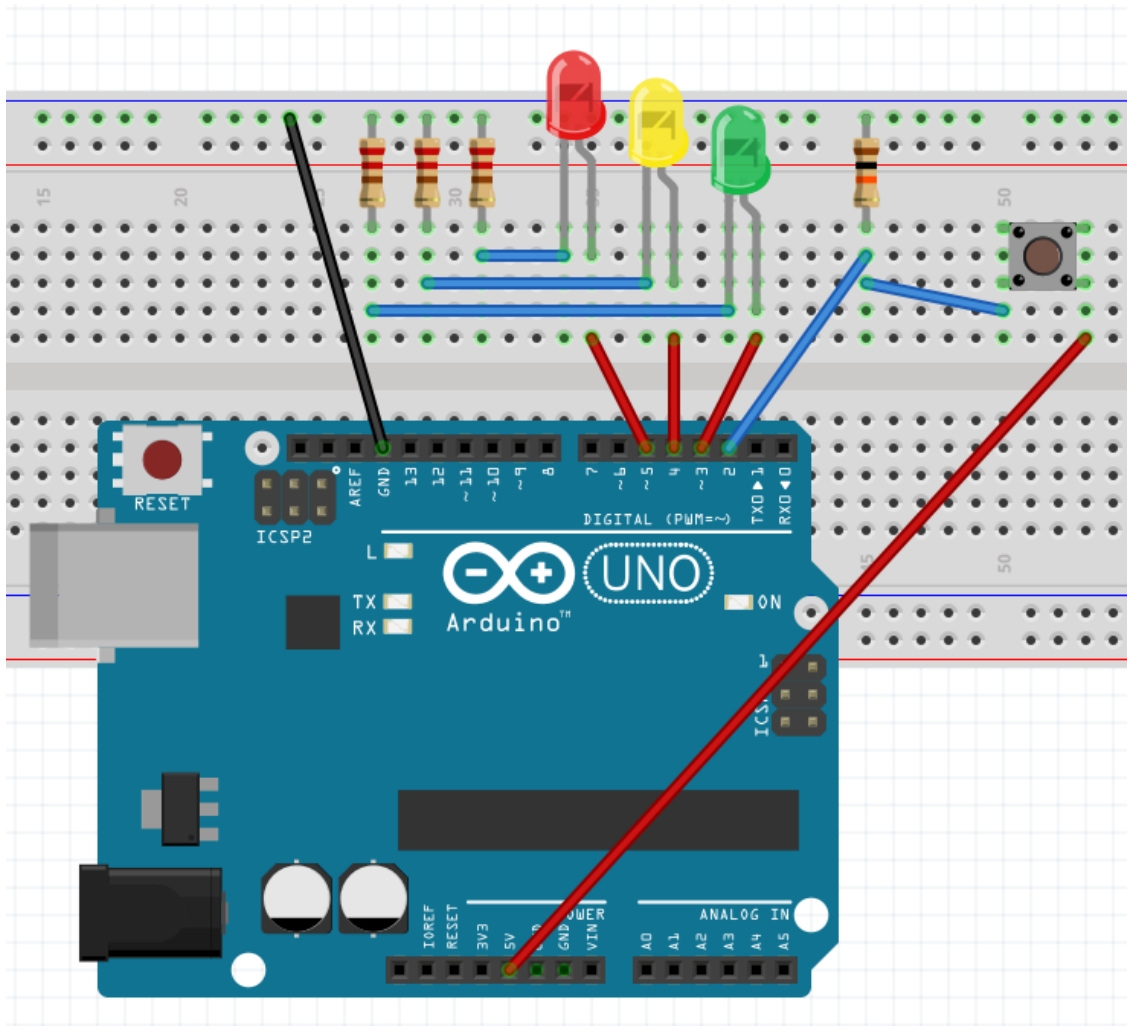 15
20
25
30
35
50
RESET
ICSP2
AREF
GND
13
12
~11
~10
~9
8
7
~6
~5
4
~3
2
TX0▶1
RX0◀0
DIGITAL (PWM=~)
L
TX
RX
Arduino™
UNO
ON
50
1
IOREF
RESET
3V3
5V
GND
VIN
ANALOG IN
A0
A1
A2
A3
A4
A5